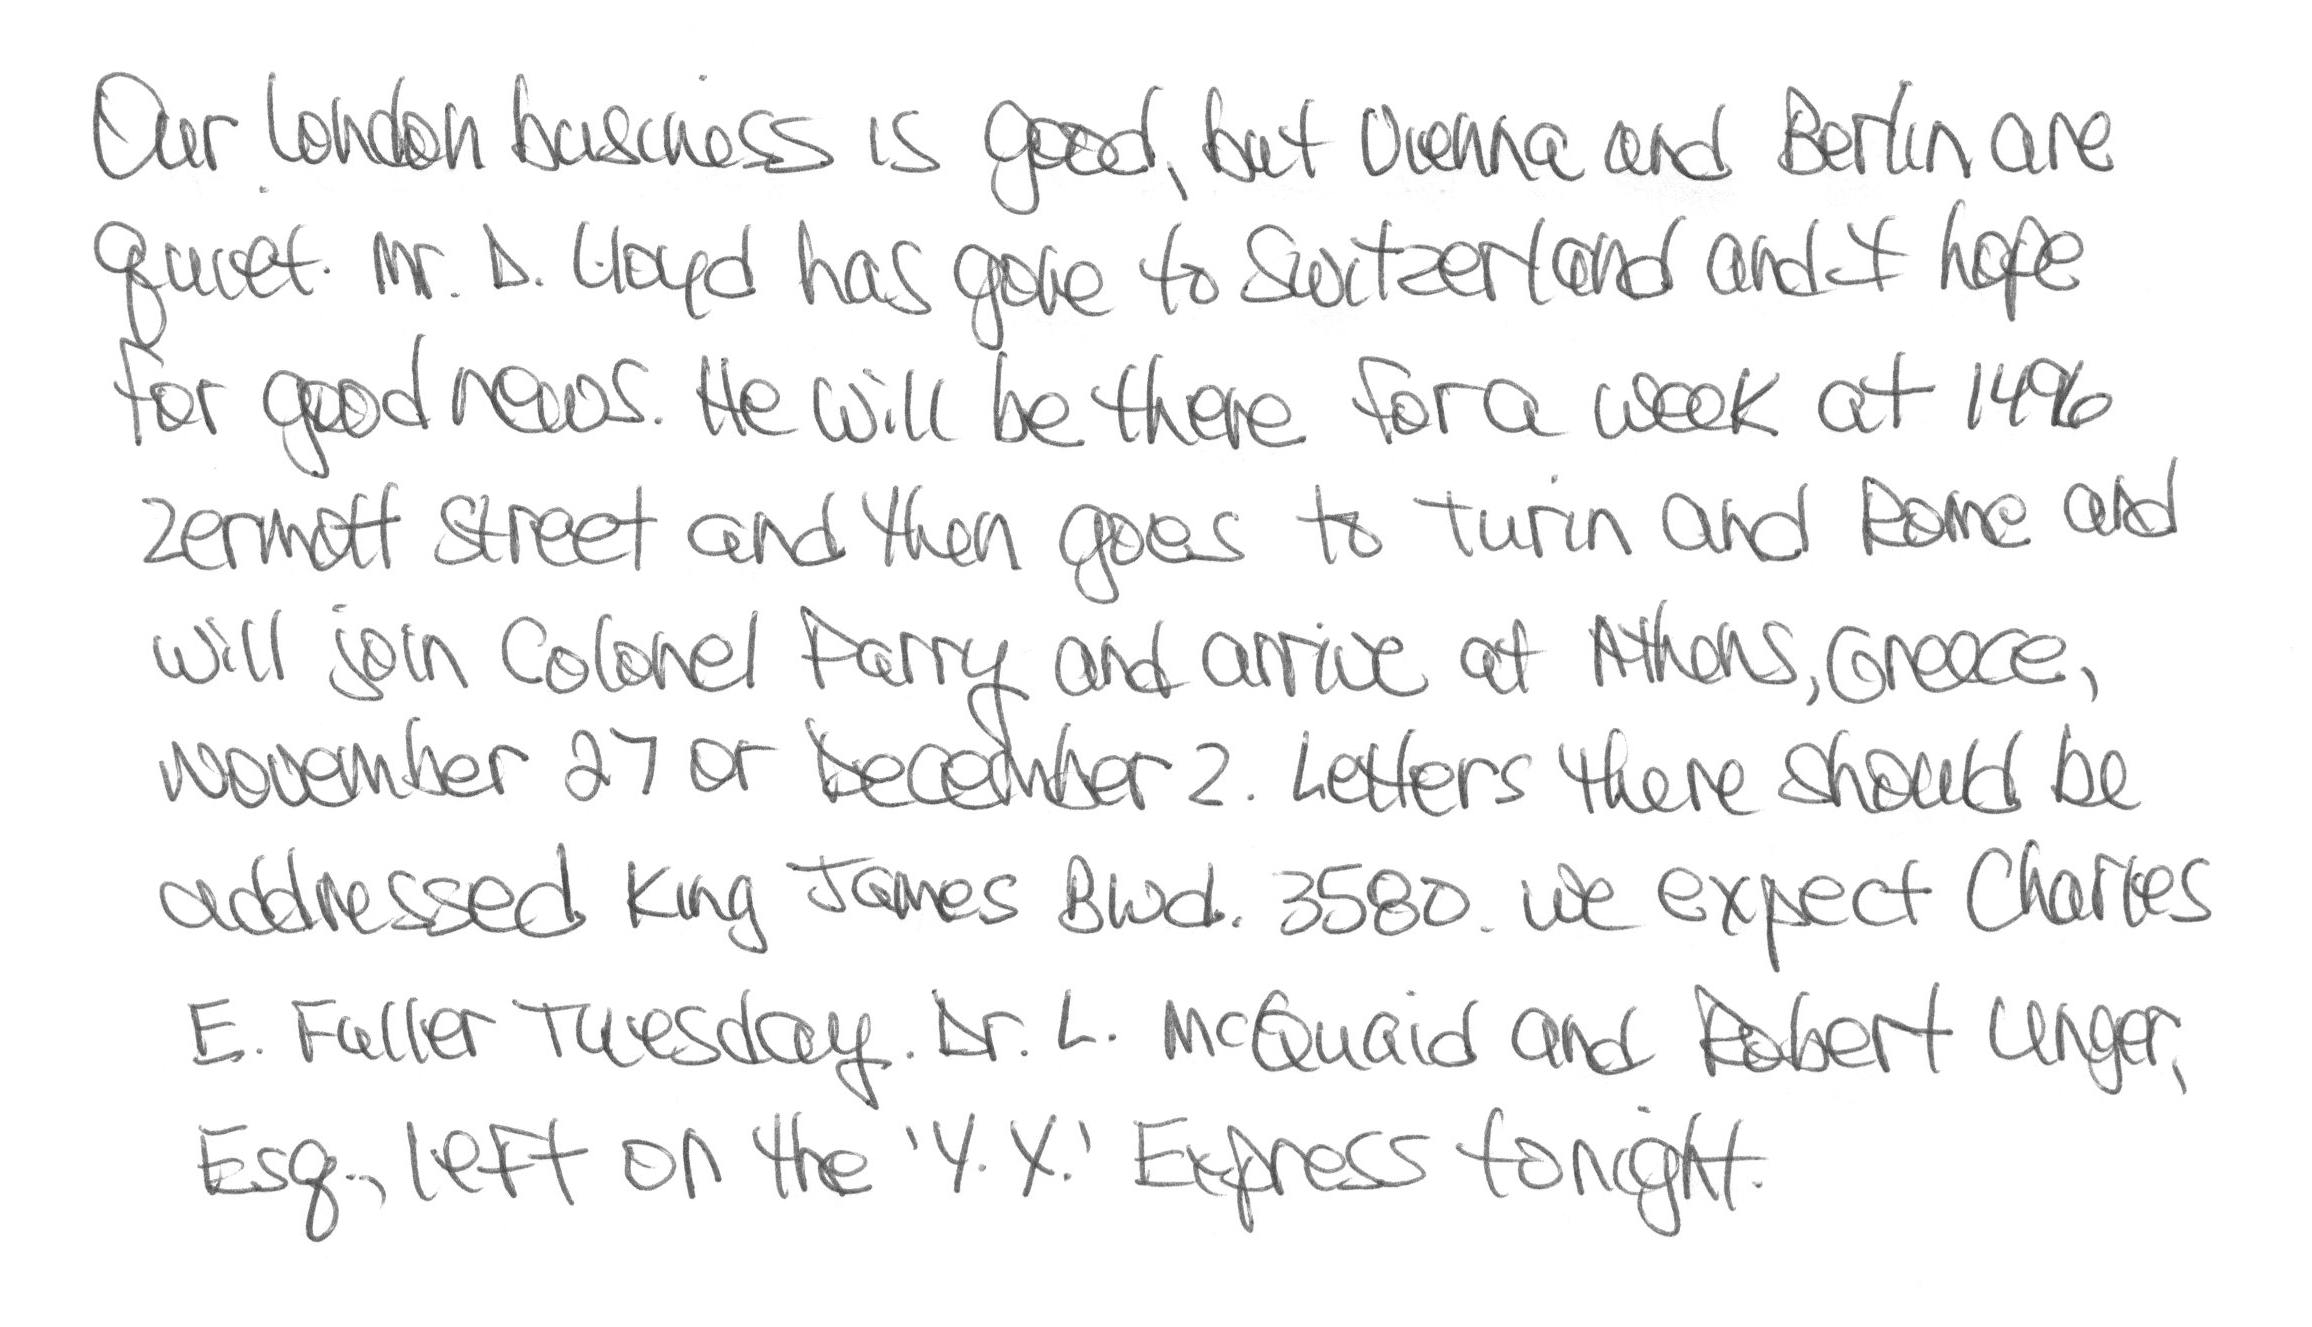 Our London business is good, but Vienna and Berlin are
quiet. Mr. D. Lloyd has gone to Switzerland and I hope
for good news. He will be there for a week at 1496
Zermott Street and then goes to Turin and Rome and
will join Colonel Parry and arrive at Athens, Greece,
November 27 or December 2. Letters there should be
addressed King James Blvd. 3580. We expect Charles
E. Fuller Tuesday. Dr. L. McQuaid and Robert Unger,
Esq., left on the 'Y.X.' Express tonight.